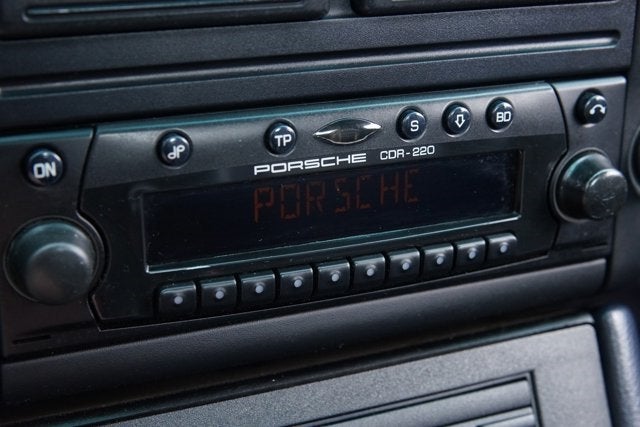 ON TP S BD
PORSCHE CDR-220
PORSCHE